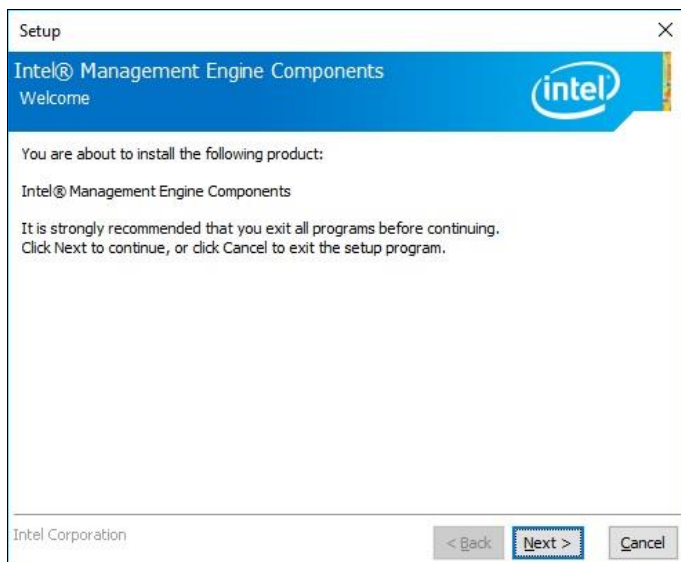 Setup
Intel® Management Engine Components
Welcome
intel
You are about to install the following product:
Intel® Management Engine Components
It is strongly recommended that you exit all programs before continuing.
Click Next to continue, or click Cancel to exit the setup program.
Intel Corporation
< Back
Next >
Cancel